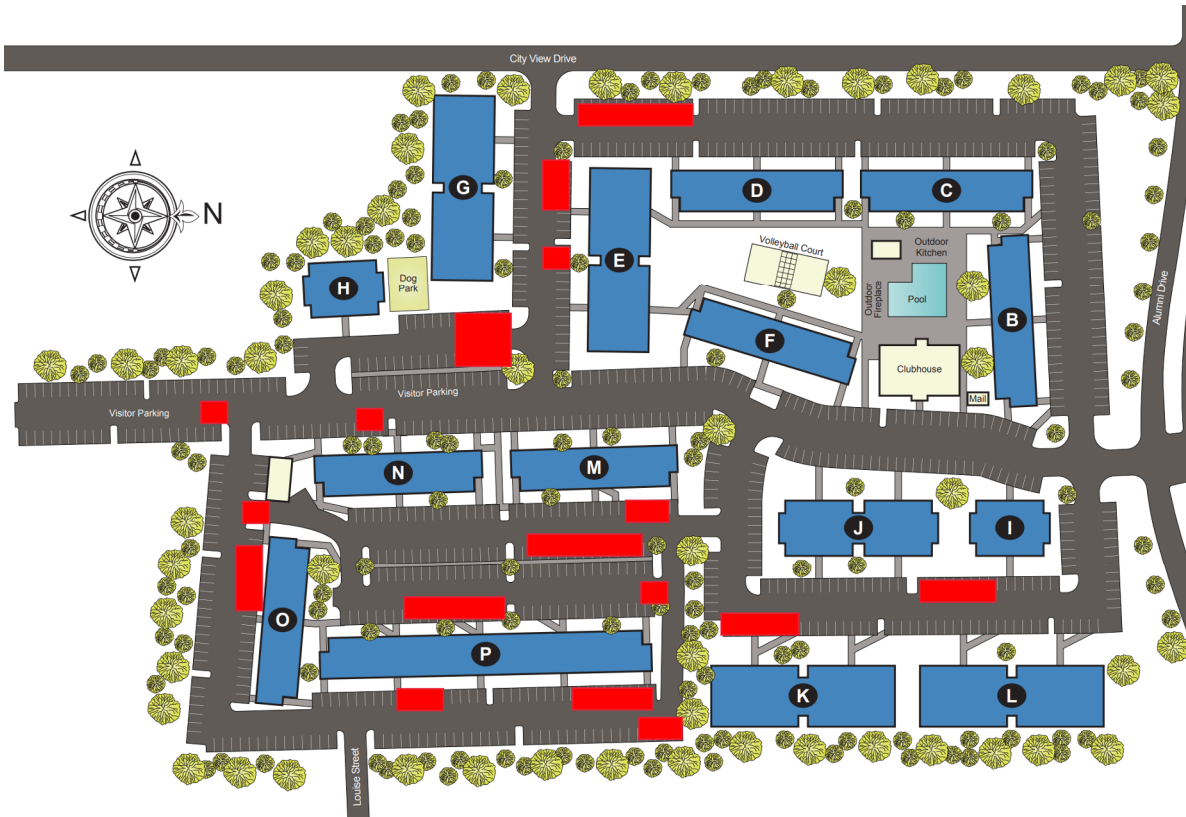 City View Drive
G
D
C
N
Volleyball Court
Outdoor
Kitchen
E
H
Dog
Park
Outdoor
Fireplace
Pool
Alumni Drive
B
F
Clubhouse
Mail
Visitor Parking
Visitor Parking
N
M
J
I
O
P
K
L
Louise Street